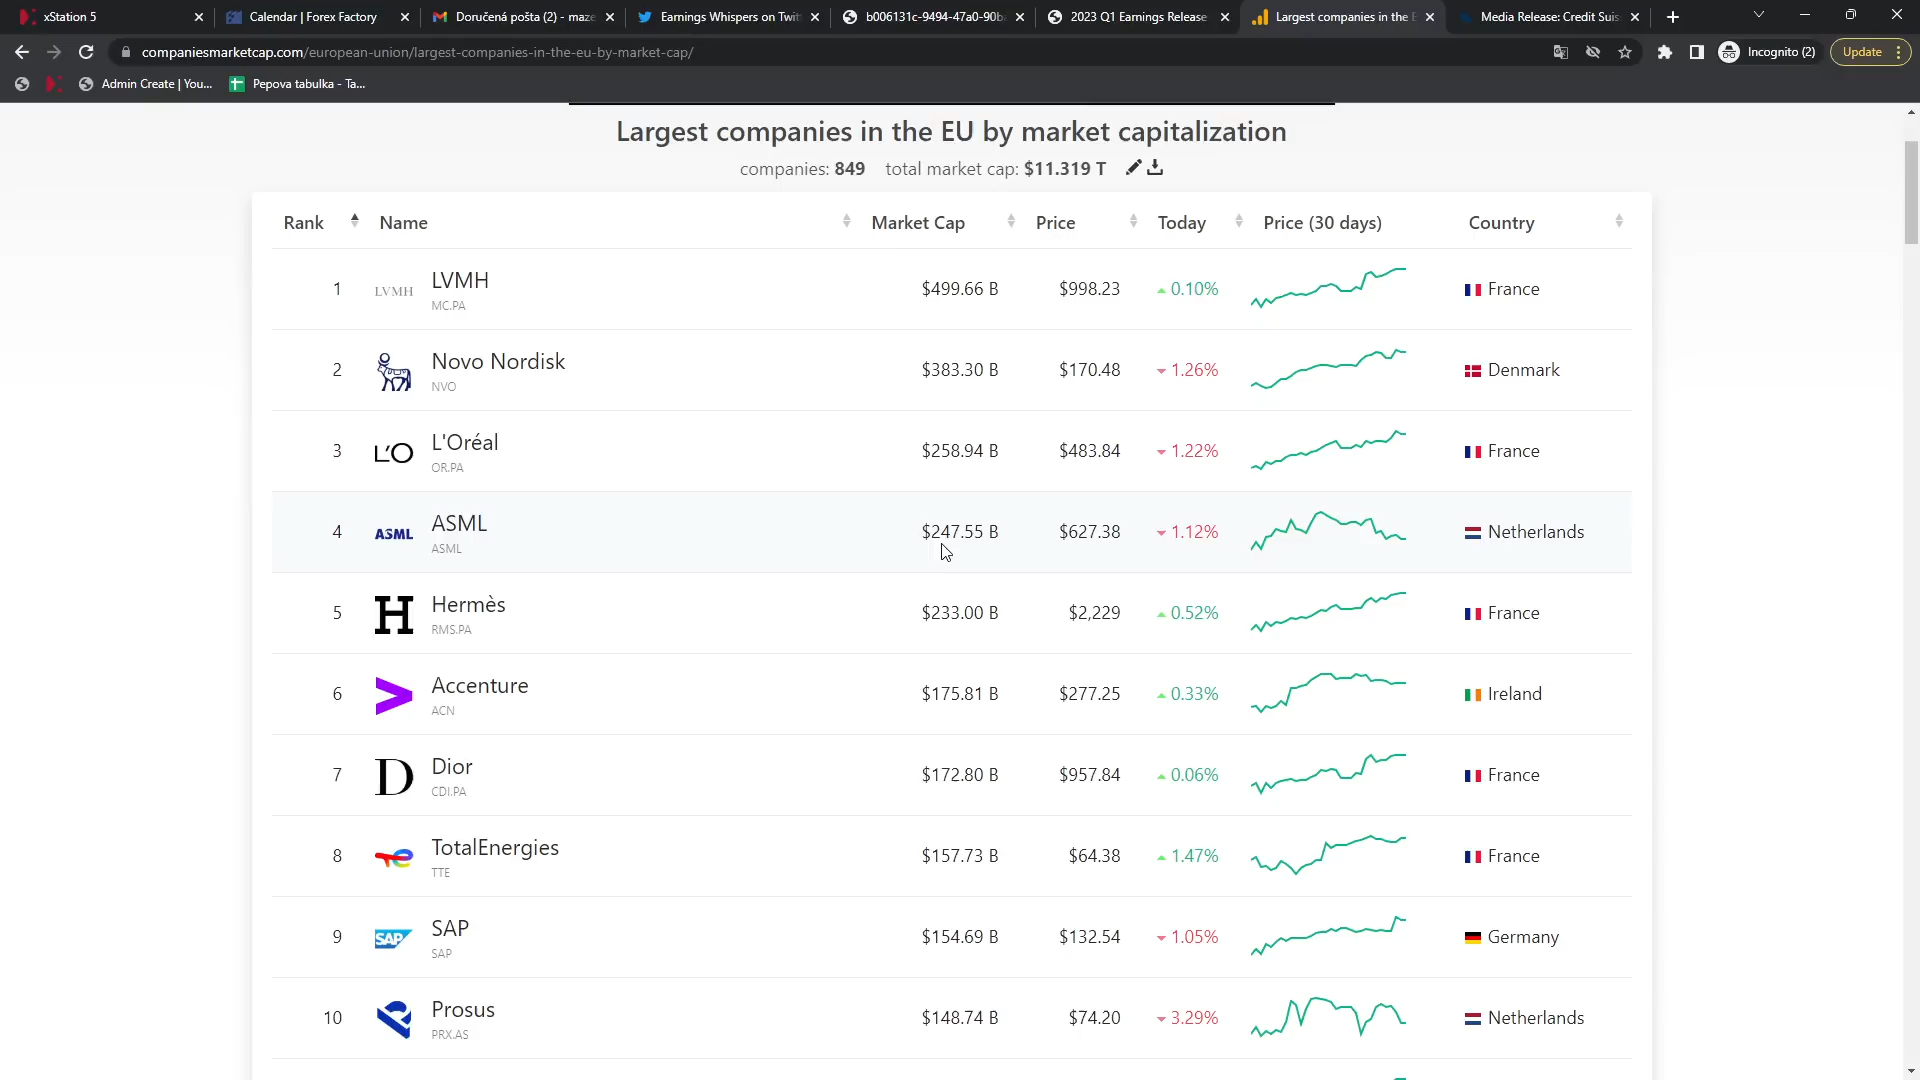 xStation 5
Calendar | Forex Factory
Doručená pošta (2) - maze
Earnings Whispers on Twit
b006131c-9494-47a0-90ba
2023 Q1 Earnings Release
Largest companies in the E
Media Release: Credit Suis
companiesmarketcap.com/european-union/largest-companies-in-the-eu-by-market-cap/
Incognito (2)
Update
Admin Create | You...
Pepova tabulka - Ta...
Largest companies in the EU by market capitalization
companies: 849 total market cap: $11.319 T
Rank Name Market Cap Price Today Price (30 days) Country
1 LVMH LVMH $499.66 B $998.23 0.10% France
MC.PA
2 Novo Nordisk $383.30 B $170.48 1.26% Denmark
NVO
3 L'O L'Oréal $258.94 B $483.84 1.22% France
OR.PA
4 ASML ASML $247.55 B $627.38 1.12% Netherlands
ASML
5 H Hermès $233.00 B $2,229 0.52% France
RMS.PA
6 Accenture $175.81 B $277.25 0.33% Ireland
ACN
7 D Dior $172.80 B $957.84 0.06% France
CDI.PA
8 TotalEnergies $157.73 B $64.38 1.47% France
TTE
9 SAP SAP $154.69 B $132.54 1.05% Germany
SAP
10 Prosus $148.74 B $74.20 3.29% Netherlands
PRX.AS